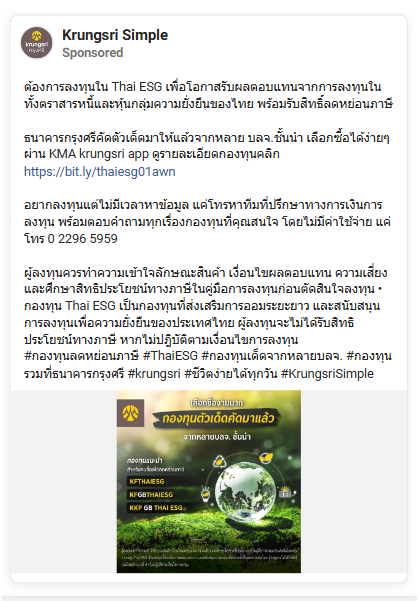 Krungsri Simple
Sponsored
krungsri
กรุงศรี
ต้องการลงทุนใน Thai ESG เพื่อโอกาสรับผลตอบแทนจากการลงทุนใน
ทั้งตราสารหนี้และหุ้นกลุ่มความยั่งยืนของไทย พร้อมรับสิทธิ์ลดหย่อนภาษี
ธนาคารกรุงศรีคัดตัวเด็ดมาให้แล้วจากหลาย บลจ.ชั้นนำ เลือกซื้อได้ง่ายๆ
ผ่าน KMA krungsri app ดูรายละเอียดกองทุนคลิก
https://bit.ly/thaiesg01awn
อยากลงทุนแต่ไม่มีเวลาหาข้อมูล แค่โทรหาทีมที่ปรึกษาทางการเงินการ
ลงทุน พร้อมตอบคำถามทุกเรื่องกองทุนที่คุณสนใจ โดยไม่มีค่าใช้จ่าย แค่
โทร 0 2296 5959
ผู้ลงทุนควรทำความเข้าใจลักษณะสินค้า เงื่อนไขผลตอบแทน ความเสี่ยง
และศึกษาสิทธิประโยชน์ทางภาษีในคู่มือการลงทุนก่อนตัดสินใจลงทุน •
กองทุน Thai ESG เป็นกองทุนที่ส่งเสริมการออมระยะยาว และสนับสนุน
การลงทุนเพื่อความยั่งยืนของประเทศไทย ผู้ลงทุนจะไม่ได้รับสิทธิ
ประโยชน์ทางภาษี หากไม่ปฏิบัติตามเงื่อนไขการลงทุน
#กองทุนลดหย่อนภาษี #ThaiESG #กองทุนเด็จจากหลายบลจ. #กองทุน
รวมที่ธนาคารกรุงศรี #krungsri #ชีวิตง่ายได้ทุกวัน #KrungsriSimple
เลือกซื้อง่ายมาก
กองทุนตัวเด็ดคัดมาแล้ว
จากหลายบลจ. ชั้นนำ
กองทุนแนะนำ
KFTHAIESG
KFGBTHAIESG
KKP GB THAI ESG